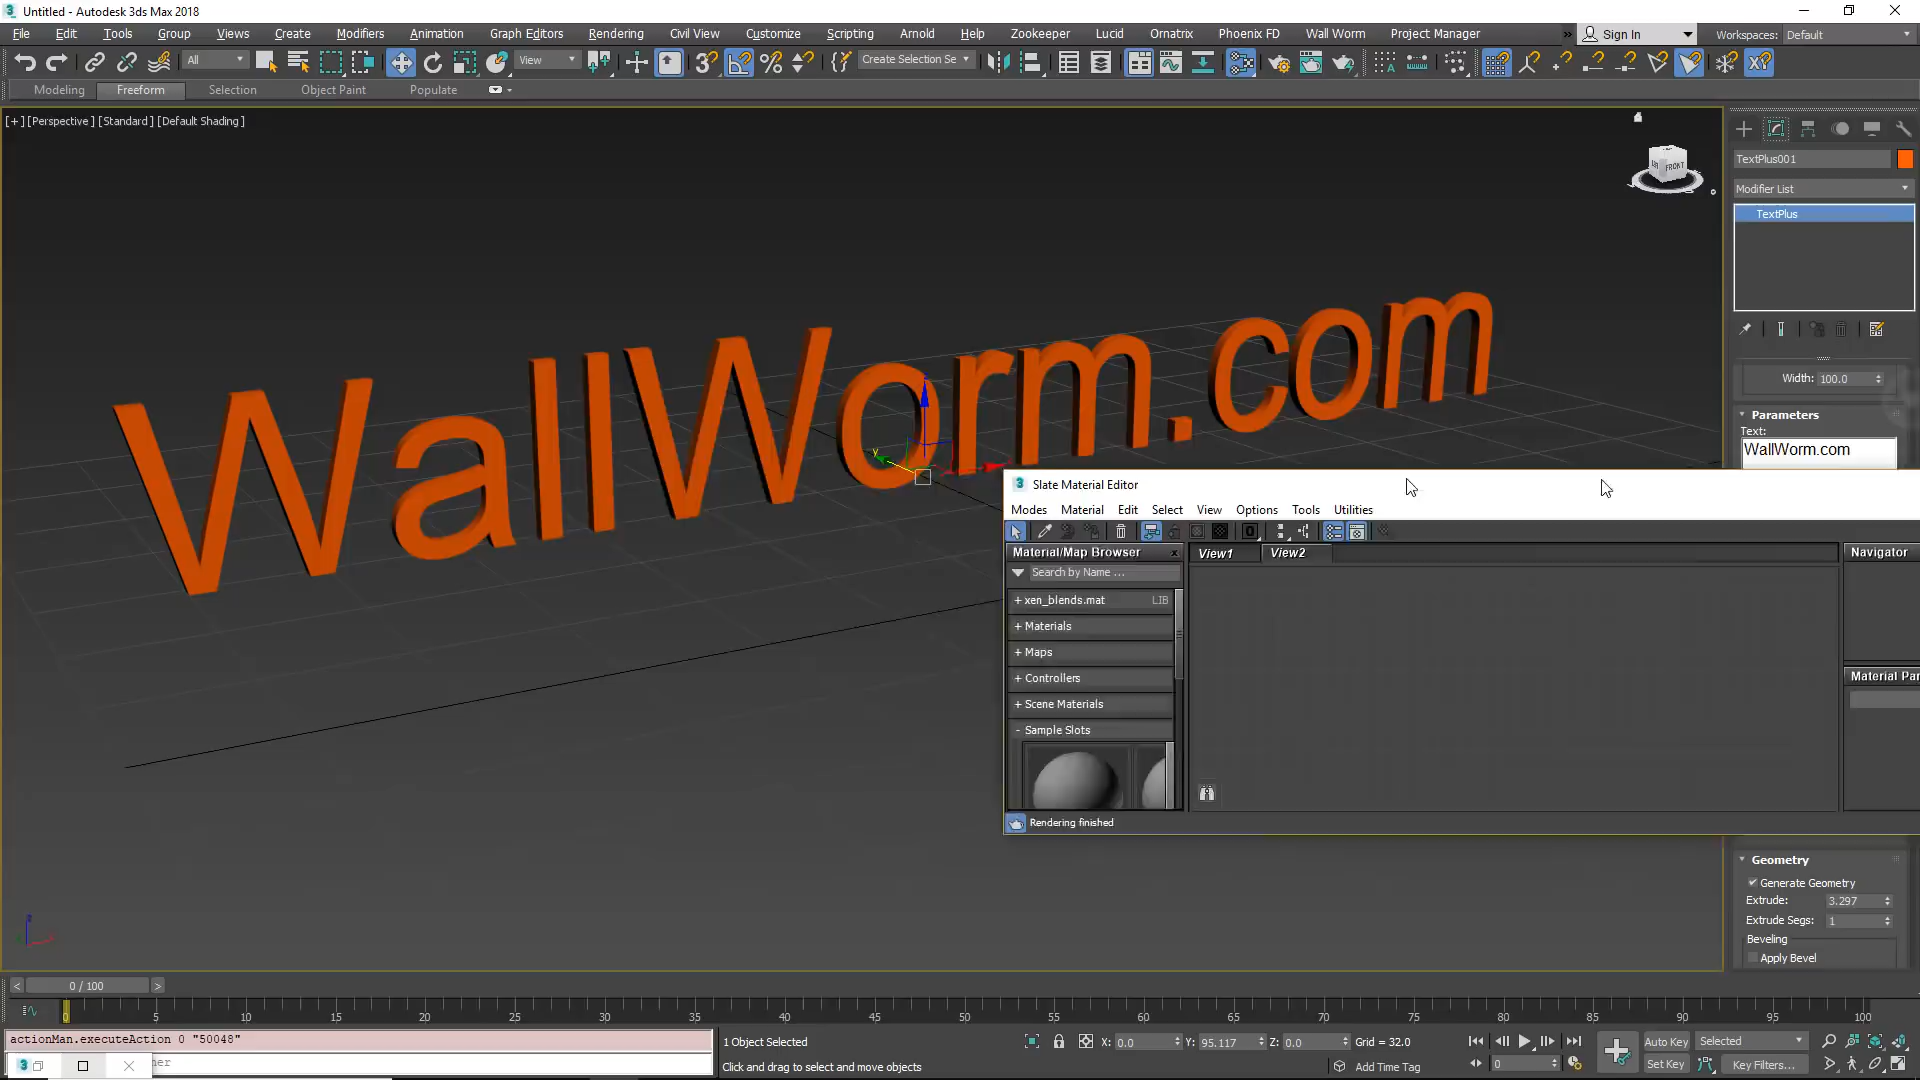 Untitled - Autodesk 3ds Max 2018
File Edit Tools Group Views Create Modifiers Animation Graph Editors Rendering Civil View Customize Scripting Arnold Help Zookeeper Lucid Ornatrix Phoenix FD Wall Worm Project Manager » Sign In Workspaces: Default
All View Create Selection Se
Modeling Freeform Selection Object Paint Populate
[+] [Perspective ] [Standard ] [Default Shading ]
FRONT
TextPlus001
Modifier List
TextPlus
Width: 100.0
Parameters
Text:
WallWorm.com
WallWorm.com
Slate Material Editor
Modes Material Edit Select View Options Tools Utilities
Material/Map Browser
View1 View2
Navigator
Search by Name ...
+ xen_blends.mat LIB
+ Materials
+ Maps
+ Controllers
+ Scene Materials
- Sample Slots
Material Par
Rendering finished
Geometry
Generate Geometry
Extrude: 3.297
Extrude Segs: 1
Beveling
Apply Bevel
< 0 / 100 >
0 5 10 15 20 25 30 35 40 45 50 55 60 65 70 75 80 85 90 95 100
actionMan.executeAction 0 "50048"
1 Object Selected
X: 0.0 Y: 95.117 Z: 0.0 Grid = 32.0
Auto Key Selected
Click and drag to select and move objects
Add Time Tag
0
Set Key Key Filters...